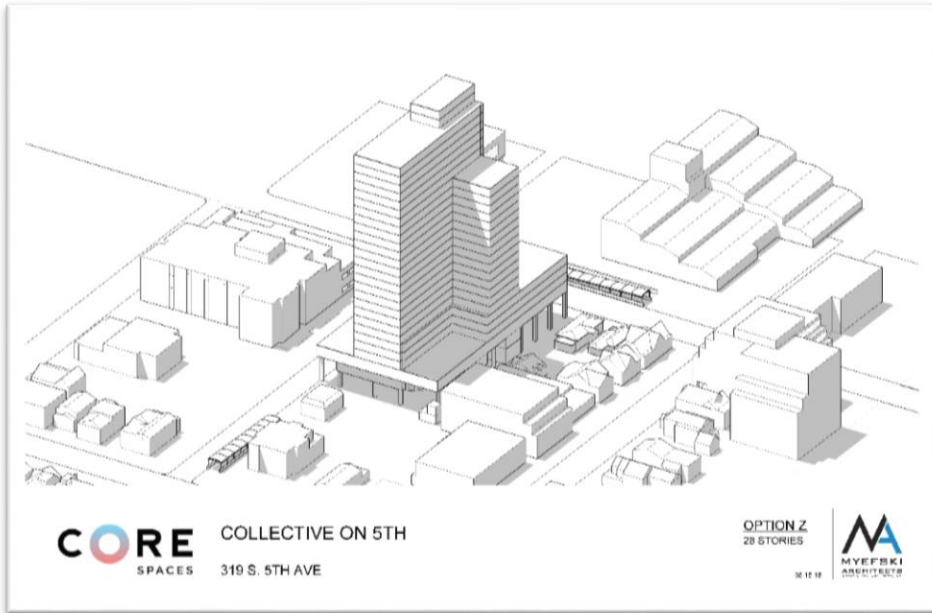 CORE
SPACES
COLLECTIVE ON 5TH
319 S. 5TH AVE
OPTION Z
28 STORIES
MYEFSKI
ARCHITECTS